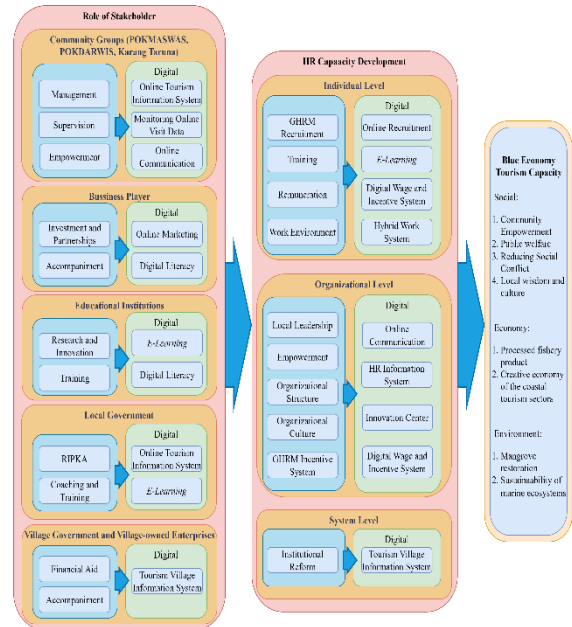 Role of Stakeholder
Community Groups (POKMASWAS,
POKDARWIS, Karang Taruna)
Management
Supervision
Empowerment
Digital
Online Tourism
Information System
Monitoring Online
Visit Data
Online
Communication
Bussiness Player
Investment and
Partnerships
Accompaniment
Digital
Online Marketing
Digital Literacy
Educational Institutions
Research and
Innovation
Training
Digital
E-Learning
Digital Literacy
Local Government
RIPKA
Coaching and
Training
Digital
Online Tourism
Information System
E-Learning
Village Government and Village-owned Enterprises
Financial Aid
Accompaniment
Digital
Tourism Village
Information System
HR Capaacity Development
Individual Level
GHRM
Recruitment
Training
Remuneration
Work Environment
Digital
Online Recruitment
E-Learning
Digital Wage and
Incentive System
Hybrid Work
System
Organizational Level
Local Leadership
Empowerment
Organizational
Structure
Organizational
Culture
GHRM Incentive
System
Digital
Online
Communication
HR Information
System
Innovation Center
Digital Wage and
Incentive System
System Level
Institutional
Reform
Digital
Tourism Village
Information System
Blue Economy
Tourism Capacity
Social:
1. Community
Empowerment
2. Public welfare
3. Reducing Social
Conflict
4. Local wisdom and
culture
Economy:
1. Processed fishery
product
2. Creative economy
of the coastal
tourism sectors
Environment:
1. Mangrove
restoration
2. Sustainability of
marine ecosystems